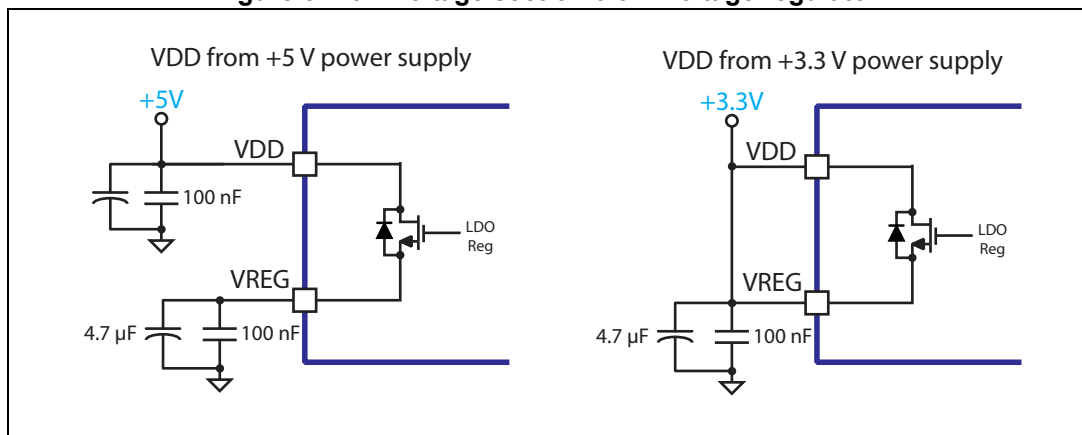 VDD from +5 V power supply
+5V
VDD
100 nF
LDO
Reg
VREG
4.7 µF
100 nF
VDD from +3.3 V power supply
+3.3V
VDD
LDO
Reg
VREG
4.7 µF
100 nF